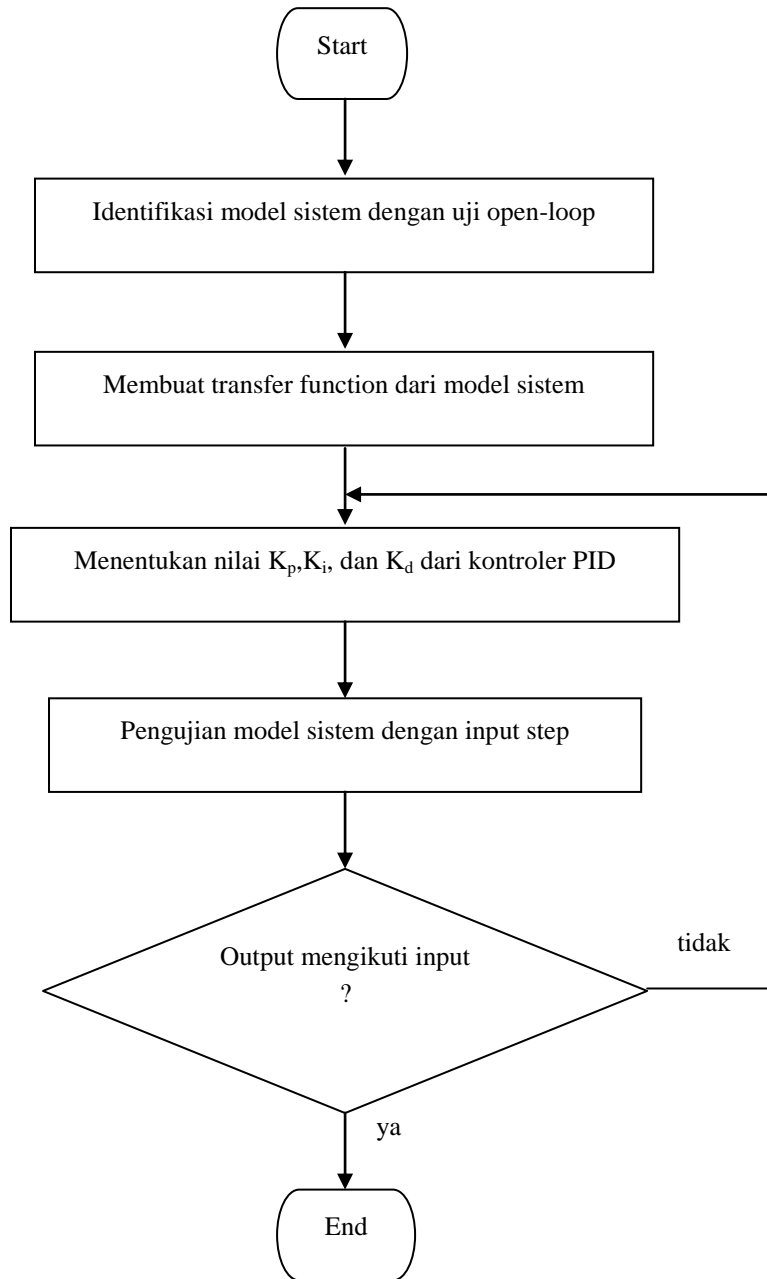 Start
Identifikasi model sistem dengan uji open-loop
Membuat transfer function dari model sistem
Menentukan nilai Kp,Ki, dan Kd dari kontroler PID
Pengujian model sistem dengan input step
Output mengikuti input
?
tidak
ya
End